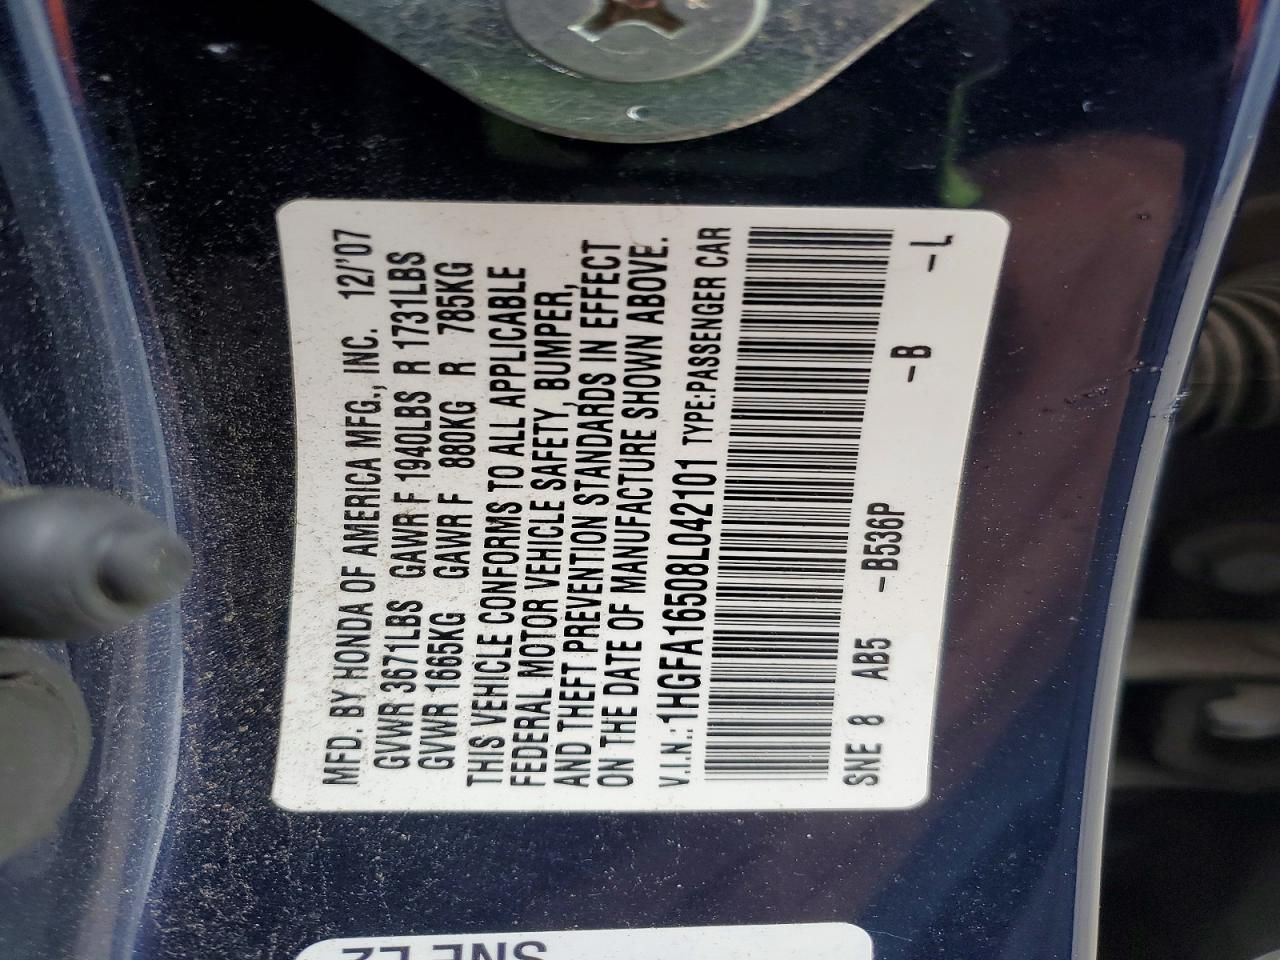 MFD. BY HONDA OF AMERICA MFG., INC. 12/'07
GVWR 3671LBS GAWR F 1940LBS R 1731LBS
GVWR 1665KG GAWR F 880KG R 785KG
THIS VEHICLE CONFORMS TO ALL APPLICABLE
FEDERAL MOTOR VEHICLE SAFETY, BUMPER,
AND THEFT PREVENTION STANDARDS IN EFFECT
ON THE DATE OF MANUFACTURE SHOWN ABOVE.
V.I.N.: 1HGFA16508L042101 TYPE:PASSENGER CAR
SNE 8 AB5 -B536P -B -L